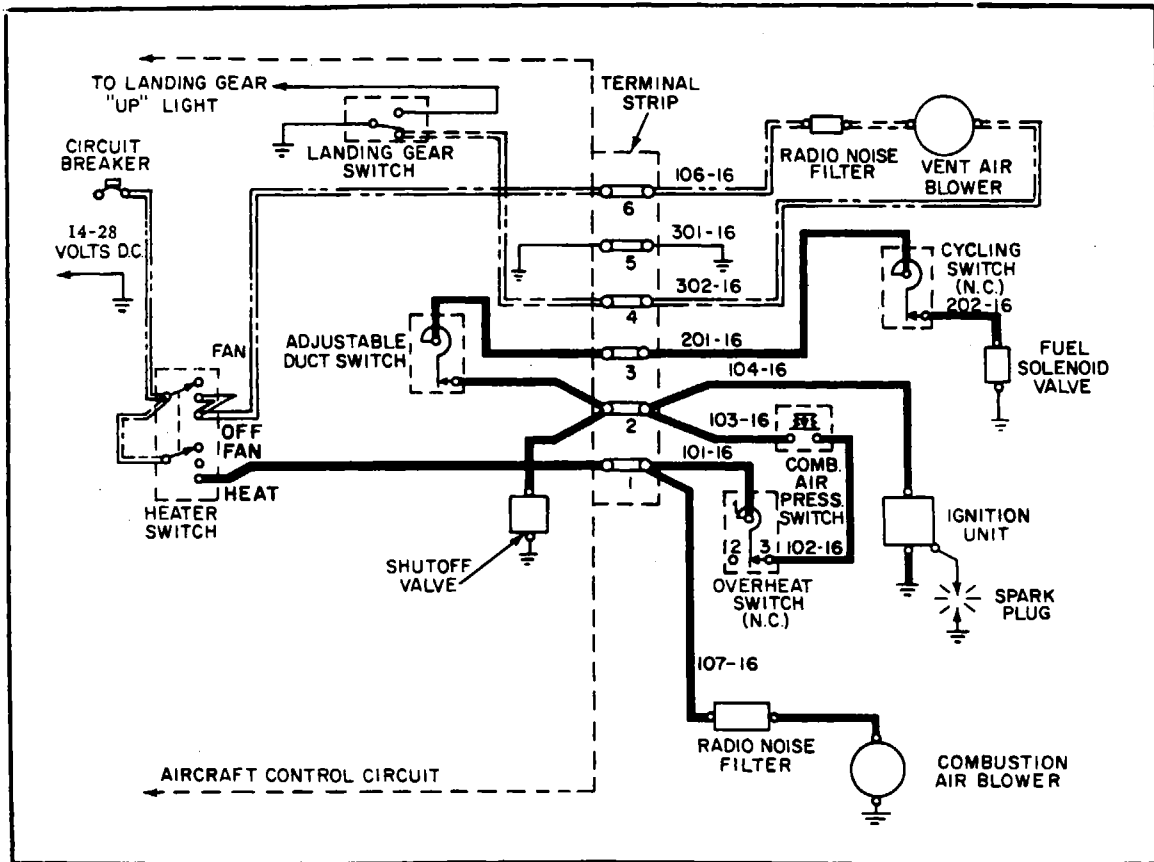 TO LANDING GEAR
"UP" LIGHT
LANDING GEAR
SWITCH
TERMINAL
STRIP
CIRCUIT
BREAKER
14-28
VOLTS D.C.
106-16
RADIO NOISE
FILTER
VENT AIR
BLOWER
6
301-16
5
302-16
4
CYCLING
SWITCH
(N.C.)
202-16
ADJUSTABLE
DUCT SWITCH
201-16
3
104-16
FUEL
SOLENOID
VALVE
FAN
OFF
FAN
HEAT
HEATER
SWITCH
2
103-16
101-16
1
COMB.
AIR
PRESS.
SWITCH
1
2
3
102-16
OVERHEAT
SWITCH
(N.C.)
SHUTOFF
VALVE
IGNITION
UNIT
SPARK
PLUG
107-16
RADIO NOISE
FILTER
COMBUSTION
AIR BLOWER
AIRCRAFT CONTROL CIRCUIT